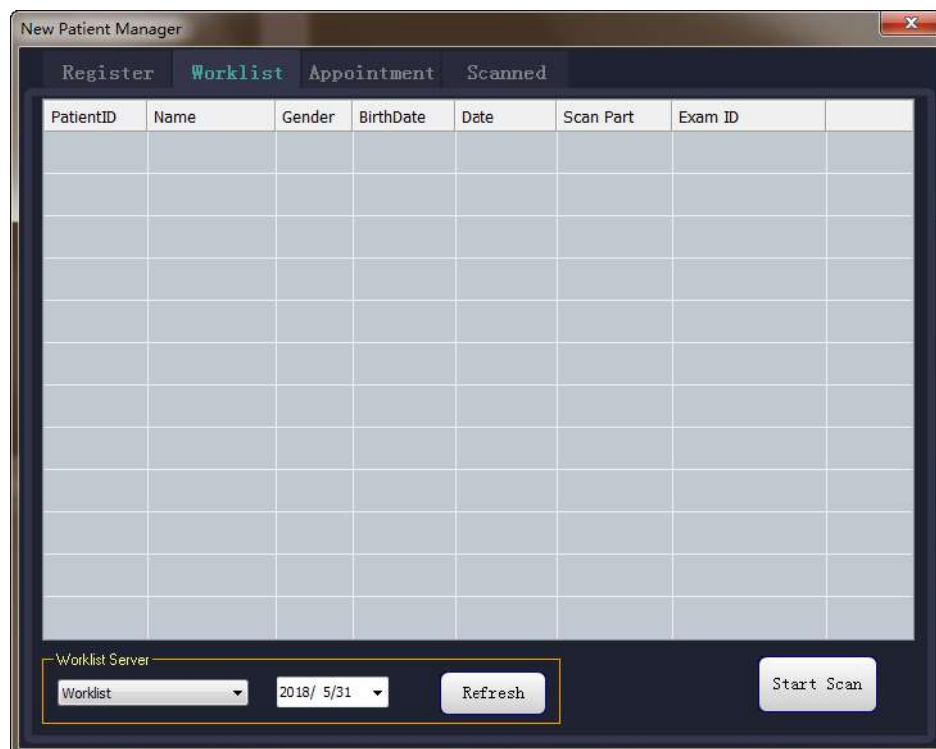 New Patient Manager
Register Worklist Appointment Scanned
PatientID Name Gender BirthDate Date Scan Part Exam ID
Worklist Server
Worklist 2018/ 5/31 Refresh Start Scan